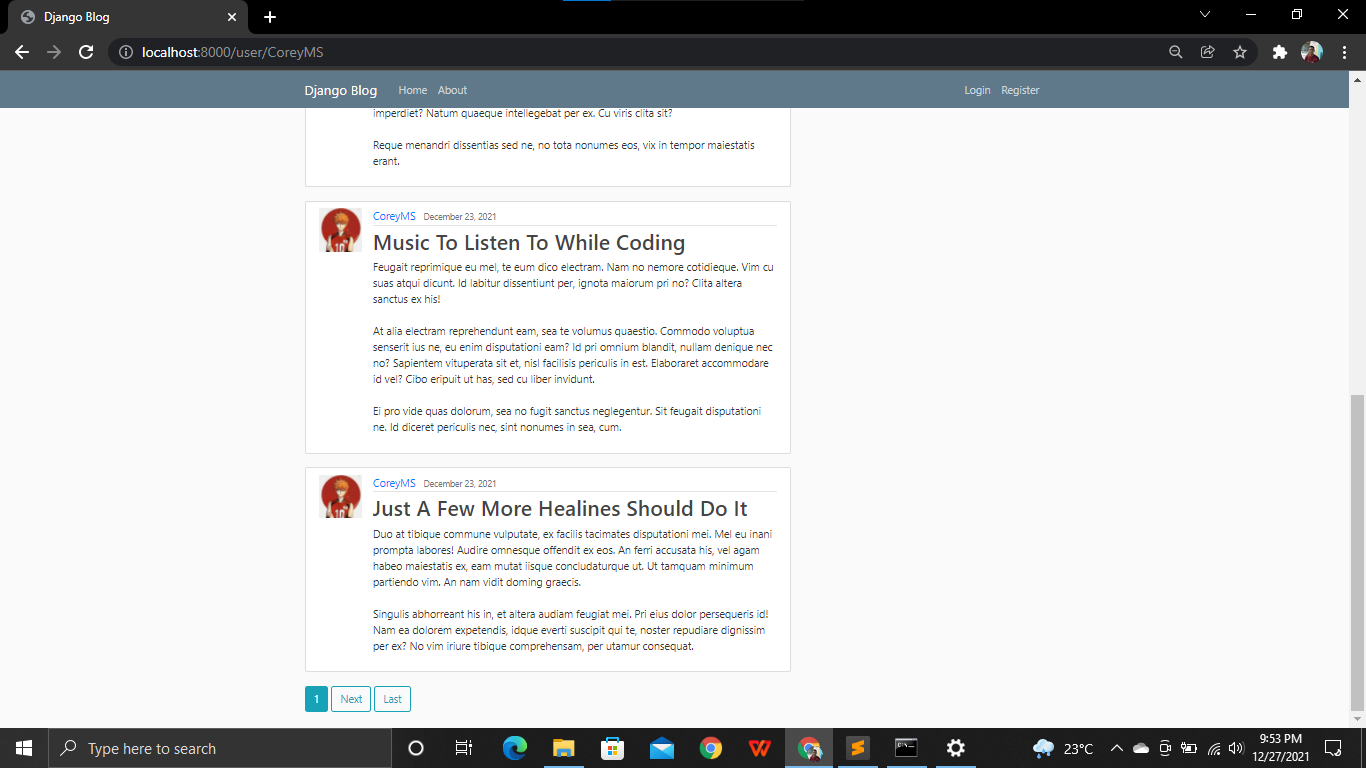 Django Blog
localhost:8000/user/CoreyMS
Django Blog Home About Login Register
imperdiet? Natum quaeque intellegebat per ex. Cu viris clita sit?
Reque menandri dissentias sed ne, no tota nonumes eos, vix in tempor maiestatis
erant.
CoreyMS December 23, 2021
Music To Listen To While Coding
Feugait reprimique eu mel, te eum dico electram. Nam no nemore cotidieque. Vim cu
suas atqui dicunt. Id labitur dissentiunt per, ignota maiorum pri no? Clita altera
sanctus ex his!
At alia electram reprehendunt eam, sea te volumus quaestio. Commodo voluptua
senserit ius ne, eu enim disputationi eam? Id pri omnium blandit, nullam denique nec
no? Sapientem vituperata sit et, nisl facilisis periculis in est. Elaboraret accommodare
id vel? Cibo eripuit ut has, sed cu liber invidunt.
Ei pro vide quas dolorum, sea no fugit sanctus neglegentur. Sit feugait disputationi
ne. Id diceret periculis nec, sint nonumes in sea, cum.
CoreyMS December 23, 2021
Just A Few More Healines Should Do It
Duo at tibique commune vulputate, ex facilis tacimates disputationi mei. Mel eu inani
prompta labores! Audire omnesque offendit ex eos. An ferri accusata his, vel agam
habeo maiestatis ex, eam mutat iisque concludaturque ut. Ut tamquam minimum
partiendo vim. An nam vidit doming graecis.
Singulis abhorreant his in, et altera audiam feugiat mei. Pri eius dolor persequeris id!
Nam ea dolorem expetendis, idque everti suscipit qui te, noster repudiare dignissim
per ex? No vim iriure tibique comprehensam, per utamur consequat.
1 Next Last
Type here to search
23°C
9:53 PM
12/27/2021